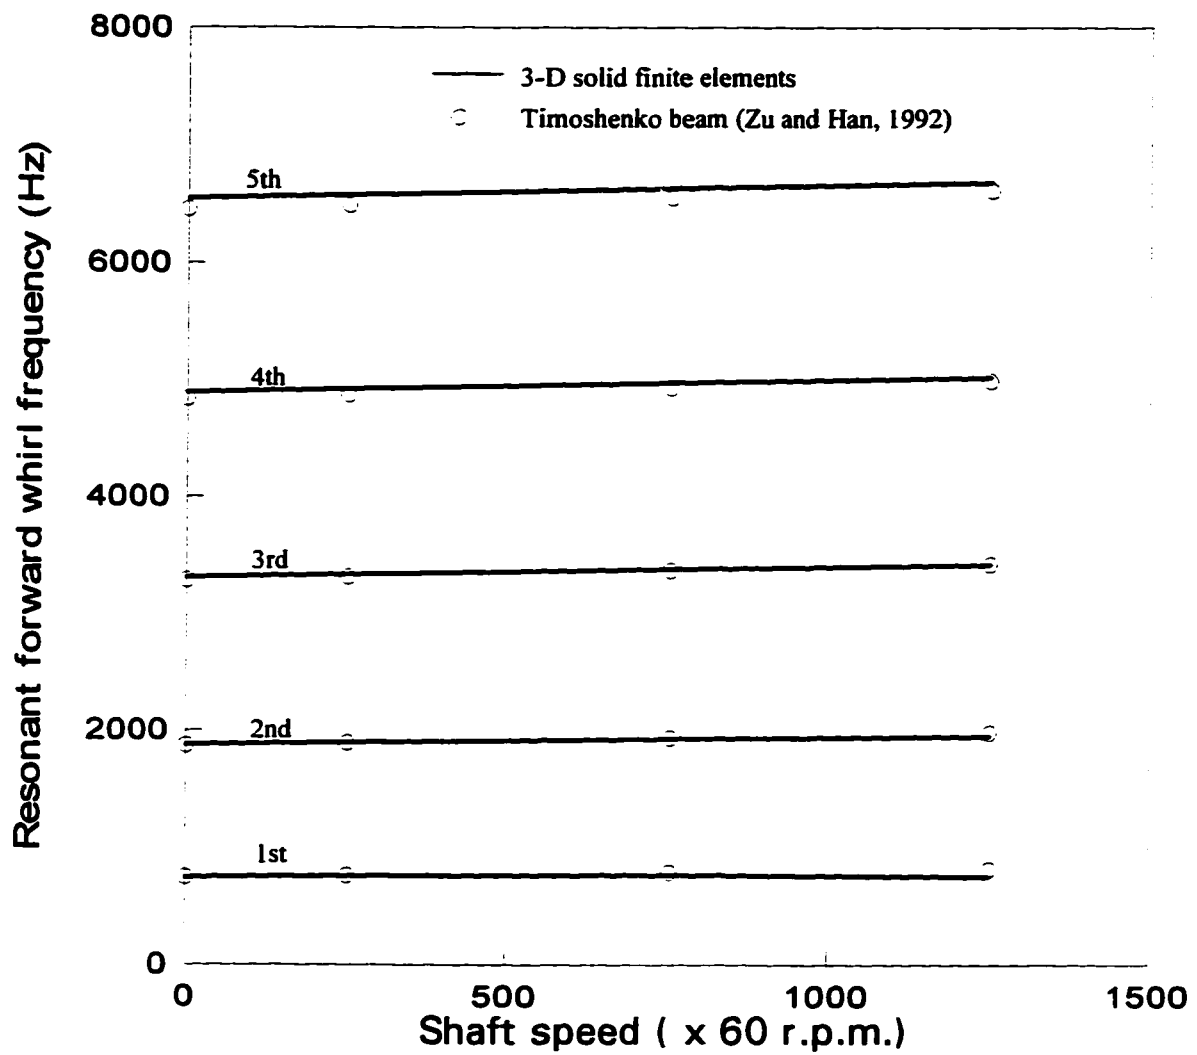 8000
3-D solid finite elements
Timoshenko beam (Zu and Han, 1992)
5th
6000
4th
4000
3rd
2nd
2000
1st
0
0
500
1000
1500
Shaft speed ( x 60 r.p.m.)
Resonant forward whirl frequency (Hz)